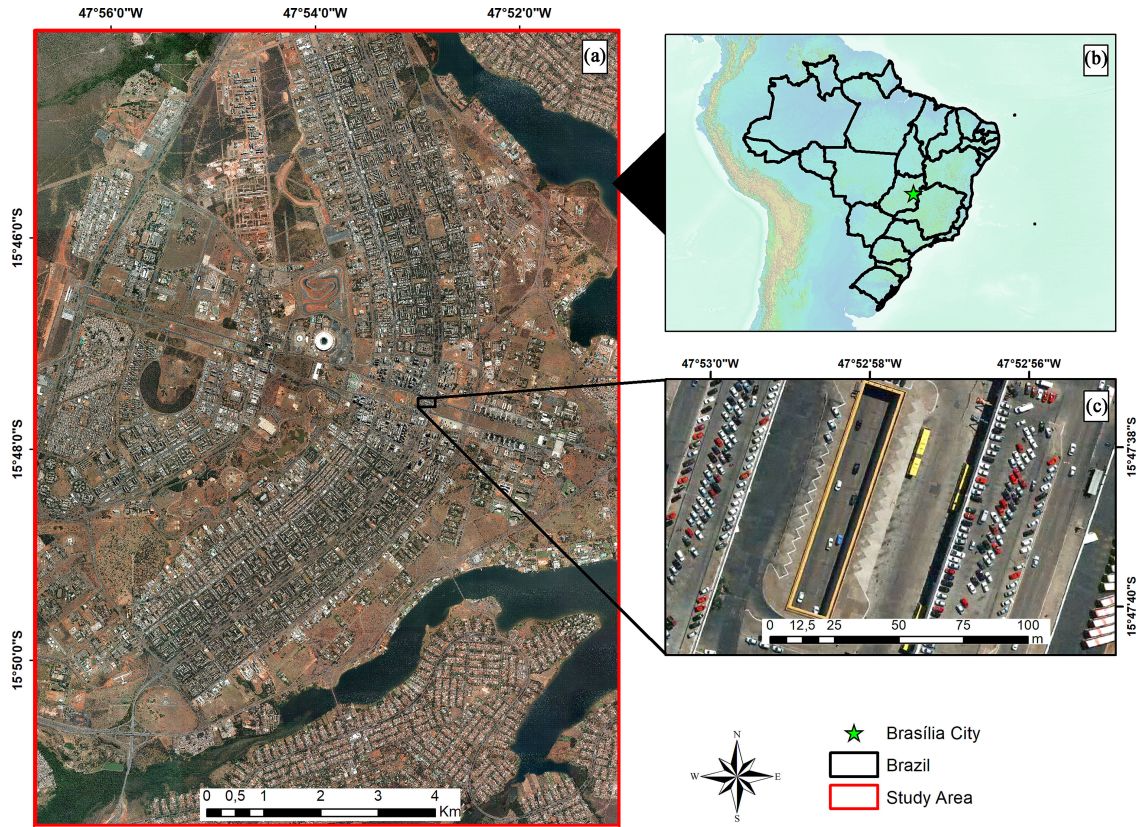 47°56'0"W 47°54'0"W 47°52'0"W
(a)
15°46'0"S
15°48'0"S
15°50'0"S
0 0,5 1 2 3 4
Km
(b)
47°53'0"W 47°52'58"W 47°52'56"W
(c)
15°47'38"S
15°47'40"S
0 12,5 25 50 75 100
m
N
W E
S
Brasília City
Brazil
Study Area